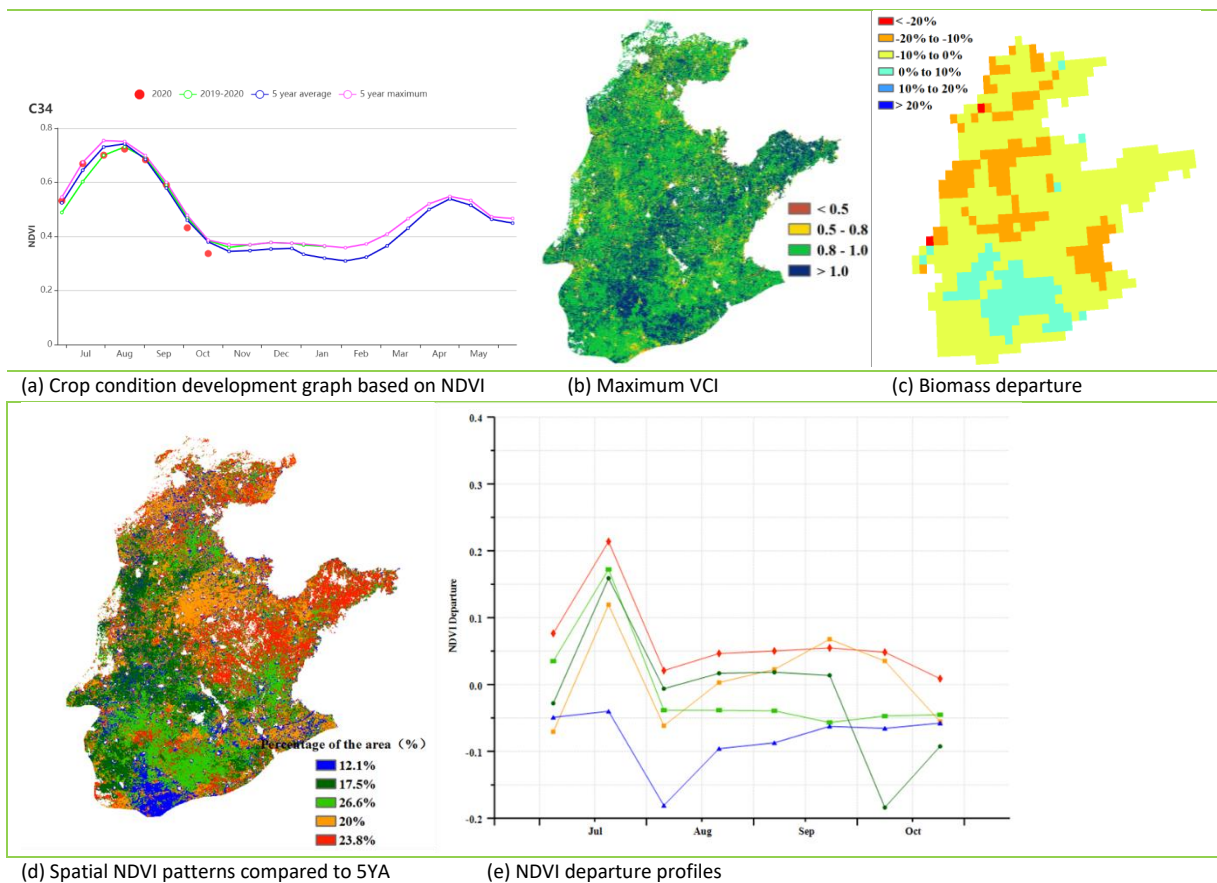 C34
2020 2019-2020 5 year average 5 year maximum
NDVI
0.8
0.6
0.4
0.2
0
Jul Aug Sep Oct Nov Dec Jan Feb Mar Apr May
< 0.5
0.5 - 0.8
0.8 - 1.0
> 1.0
< -20%
-20% to -10%
-10% to 0%
0% to 10%
10% to 20%
> 20%
(a) Crop condition development graph based on NDVI
(b) Maximum VCI
(c) Biomass departure
Percentage of the area (%)
12.1%
17.5%
26.6%
20%
23.8%
NDVI Departure
0.4
0.3
0.2
0.1
0.0
-0.1
-0.2
Jul Aug Sep Oct
(d) Spatial NDVI patterns compared to 5YA
(e) NDVI departure profiles